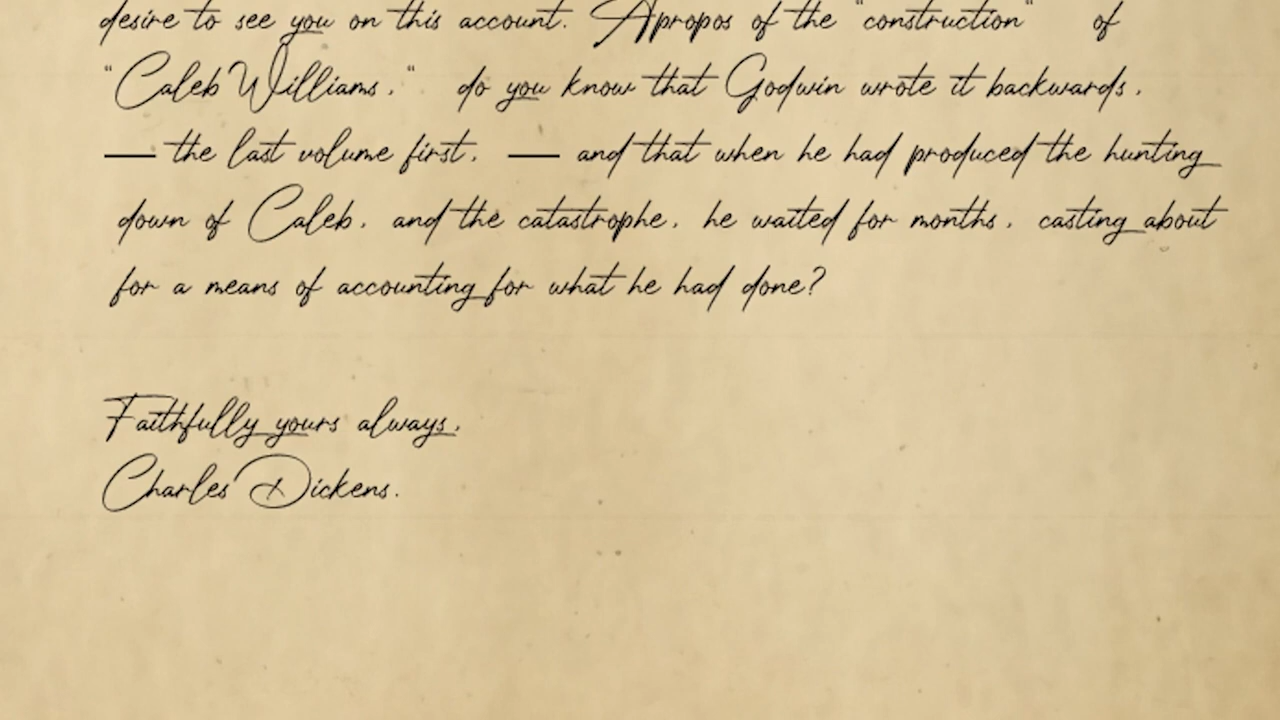 desire to see you on this account. Apropos of the "construction" of
"Caleb Williams," do you know that Godwin wrote it backwards,
— the last volume first, — and that when he had produced the hunting
down of Caleb, and the catastrophe, he waited for months, casting about
for a means of accounting for what he had done?
Faithfully yours always,
Charles Dickens.